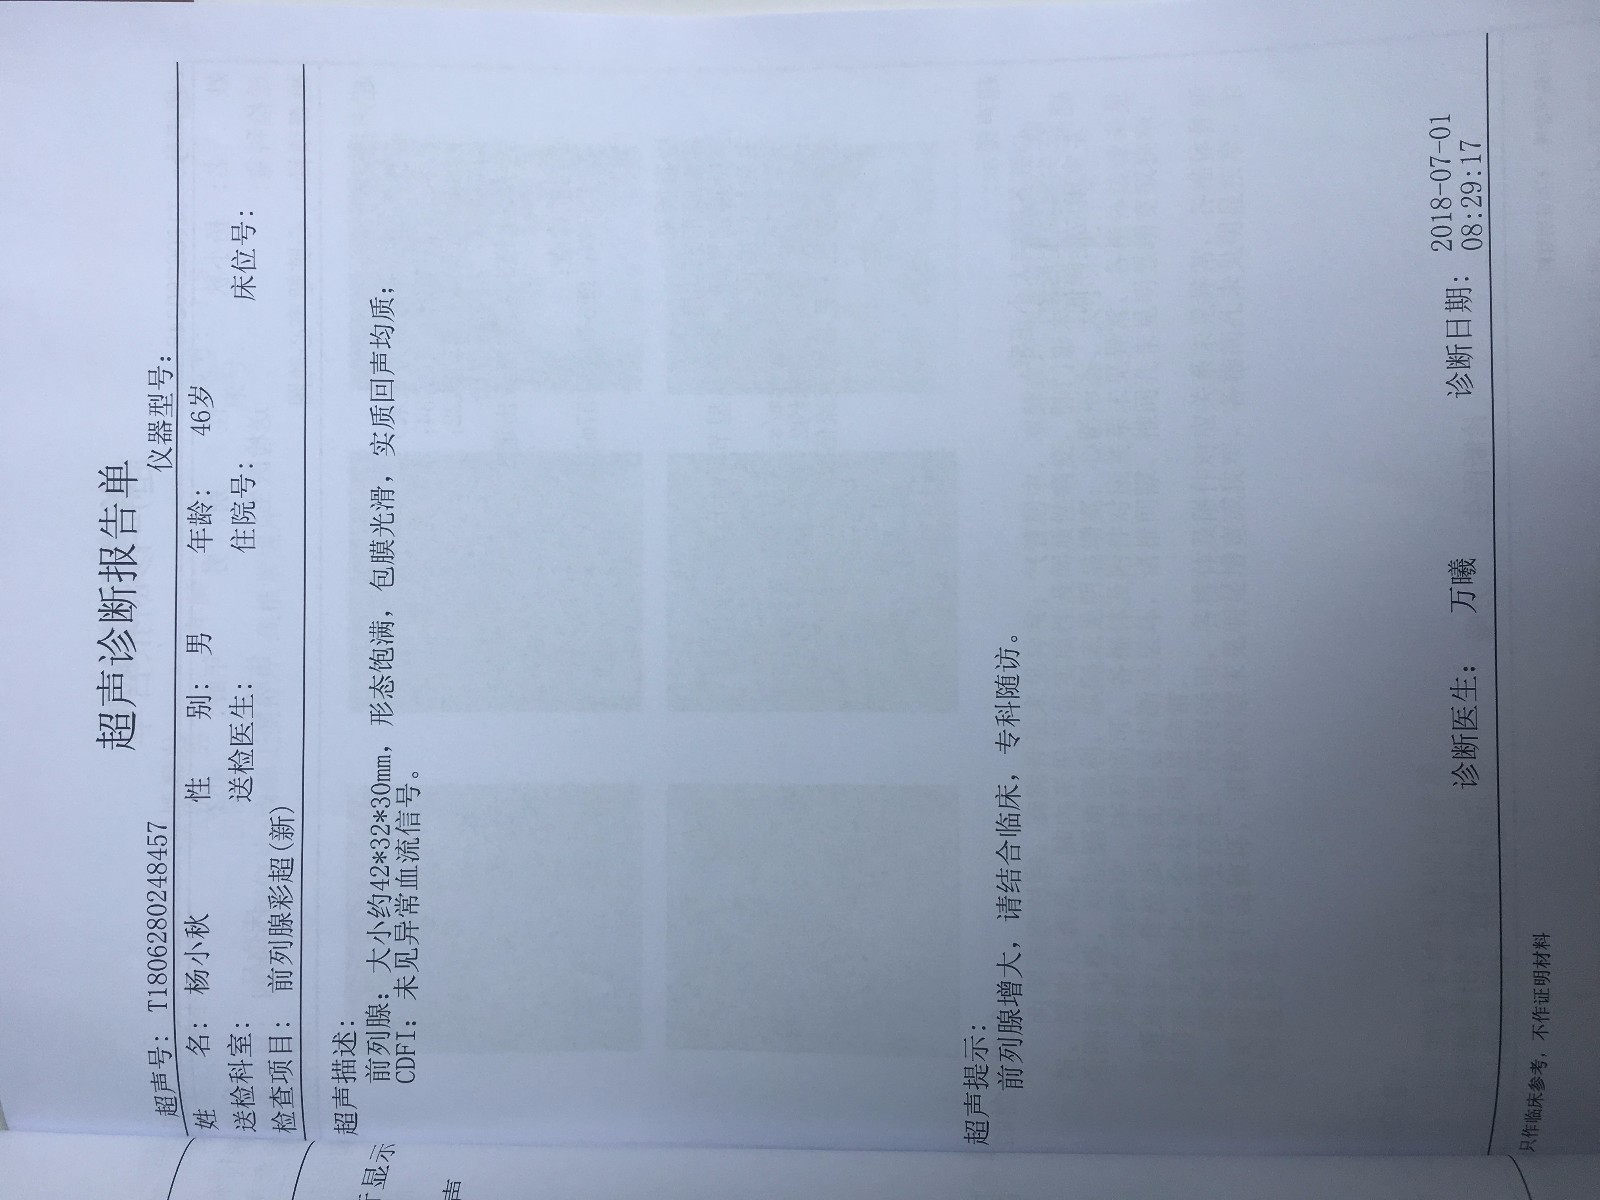 超声诊断报告单
超声号: T1806280248457 仪器型号:
姓 名: 杨小秋 性 别: 男 年龄: 46岁
送检科室: 送检医生: 住院号: 床位号:
检查项目: 前列腺彩超(新)
超声描述:
前列腺: 大小约42*32*30mm, 形态饱满, 包膜光滑, 实质回声均质;
CDFI: 未见异常血流信号。
超声提示:
前列腺增大, 请结合临床, 专科随访。
诊断医生: 万曦 诊断日期: 2018-07-01
08:29:17
只作临床参考, 不作证明材料
显示
声